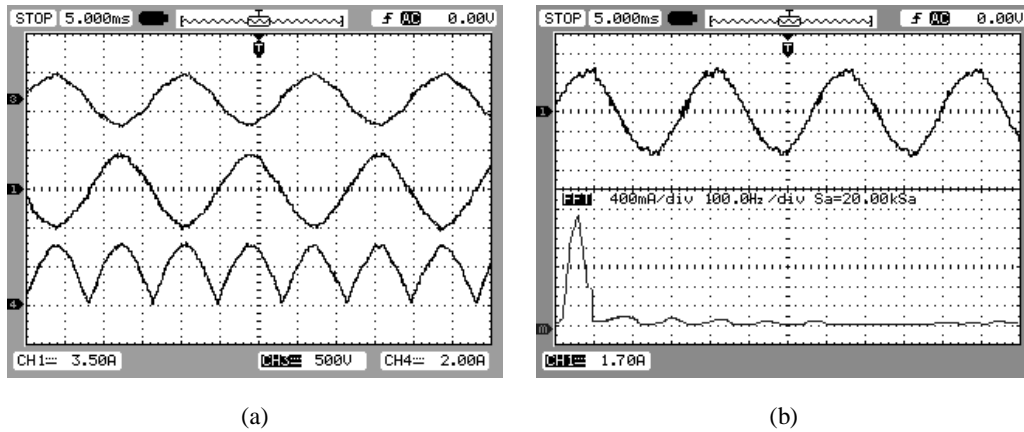 STOP 5.000ms T f AC 0.00V
T
3
1
4
CH1 3.50A CH3 500V CH4 2.00A
(a)
STOP 5.000ms T f AC 0.00V
T
1
FFT 400mA/div 100.0Hz/div Sa=20.00kSa
m
CH1 1.70A
(b)